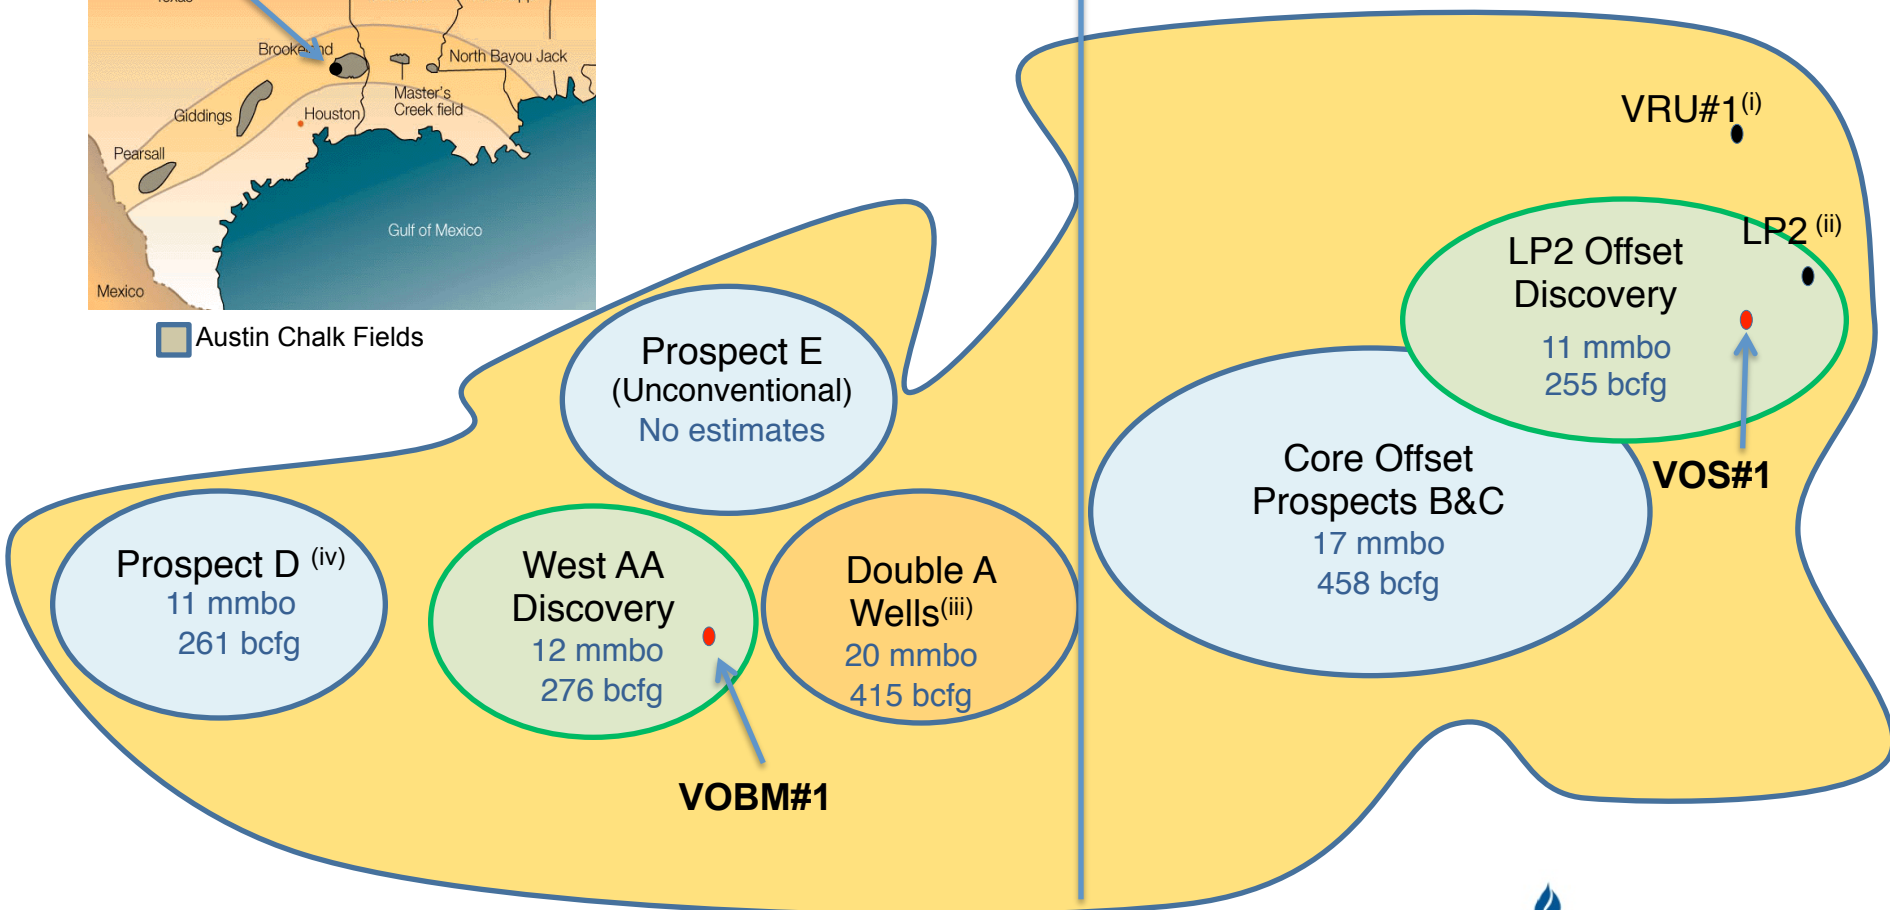 Brookeland
North Bayou Jack
Master's
Creek field
Giddings
Houston
Pearsall
Gulf of Mexico
Mexico
Austin Chalk Fields
VRU#1(i)
LP2 (ii)
LP2 Offset
Discovery
11 mmbo
255 bcfg
VOS#1
Prospect E
(Unconventional)
No estimates
Core Offset
Prospects B&C
17 mmbo
458 bcfg
Prospect D (iv)
11 mmbo
261 bcfg
West AA
Discovery
12 mmbo
276 bcfg
Double A
Wells(iii)
20 mmbo
415 bcfg
VOBM#1